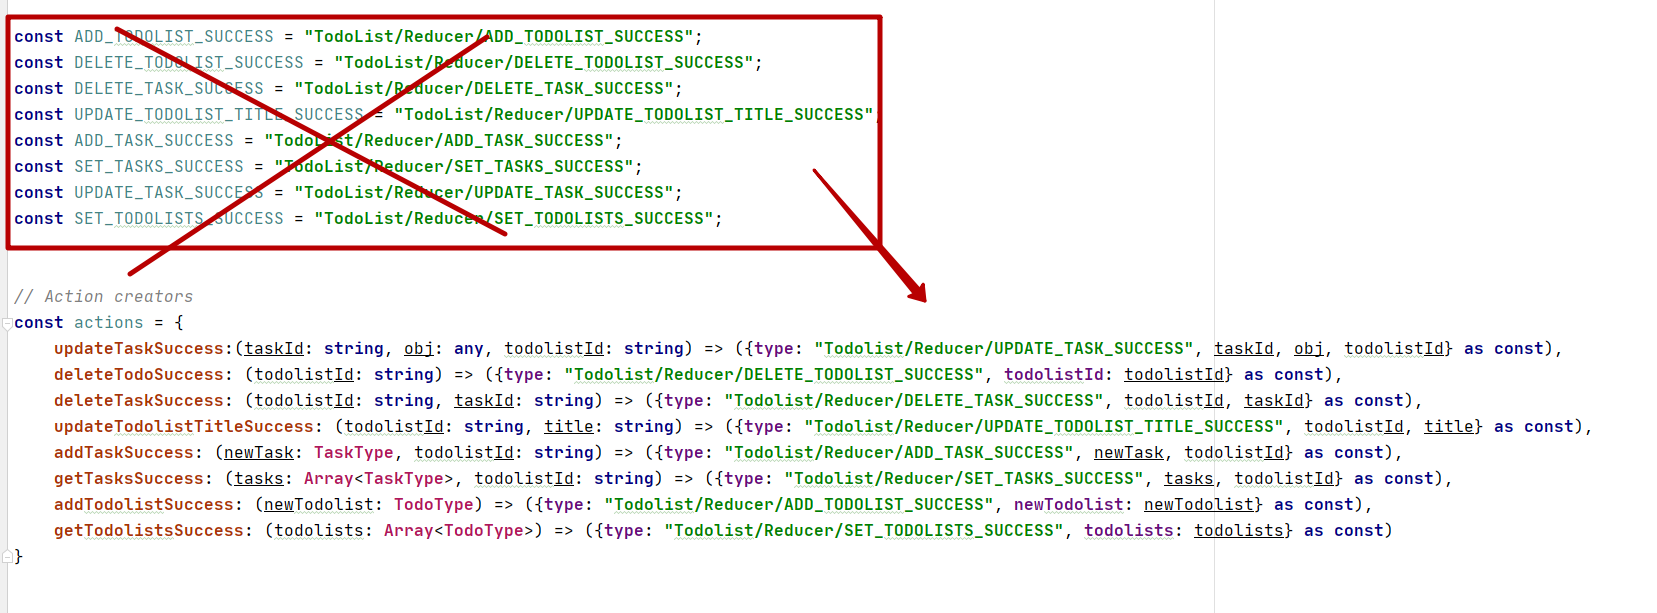 const ADD_TODOLIST_SUCCESS = "TodoList/Reducer/ADD_TODOLIST_SUCCESS";
const DELETE_TODOLIST_SUCCESS = "TodoList/Reducer/DELETE_TODOLIST_SUCCESS";
const DELETE_TASK_SUCCESS = "TodoList/Reducer/DELETE_TASK_SUCCESS";
const UPDATE_TODOLIST_TITLE_SUCCESS = "TodoList/Reducer/UPDATE_TODOLIST_TITLE_SUCCESS";
const ADD_TASK_SUCCESS = "TodoList/Reducer/ADD_TASK_SUCCESS";
const SET_TASKS_SUCCESS = "TodoList/Reducer/SET_TASKS_SUCCESS";
const UPDATE_TASK_SUCCESS = "TodoList/Reducer/UPDATE_TASK_SUCCESS";
const SET_TODOLISTS_SUCCESS = "TodoList/Reducer/SET_TODOLISTS_SUCCESS";
// Action creators
const actions = {
updateTaskSuccess:(taskId: string, obj: any, todolistId: string) => ({type: "Todolist/Reducer/UPDATE_TASK_SUCCESS", taskId, obj, todolistId} as const),
deleteTodoSuccess: (todolistId: string) => ({type: "Todolist/Reducer/DELETE_TODOLIST_SUCCESS", todolistId: todolistId} as const),
deleteTaskSuccess: (todolistId: string, taskId: string) => ({type: "Todolist/Reducer/DELETE_TASK_SUCCESS", todolistId, taskId} as const),
updateTodolistTitleSuccess: (todolistId: string, title: string) => ({type: "Todolist/Reducer/UPDATE_TODOLIST_TITLE_SUCCESS", todolistId, title} as const),
addTaskSuccess: (newTask: TaskType, todolistId: string) => ({type: "Todolist/Reducer/ADD_TASK_SUCCESS", newTask, todolistId} as const),
getTasksSuccess: (tasks: Array<TaskType>, todolistId: string) => ({type: "Todolist/Reducer/SET_TASKS_SUCCESS", tasks, todolistId} as const),
addTodolistSuccess: (newTodolist: TodoType) => ({type: "Todolist/Reducer/ADD_TODOLIST_SUCCESS", newTodolist: newTodolist} as const),
getTodolistsSuccess: (todolists: Array<TodoType>) => ({type: "Todolist/Reducer/SET_TODOLISTS_SUCCESS", todolists: todolists} as const)
}